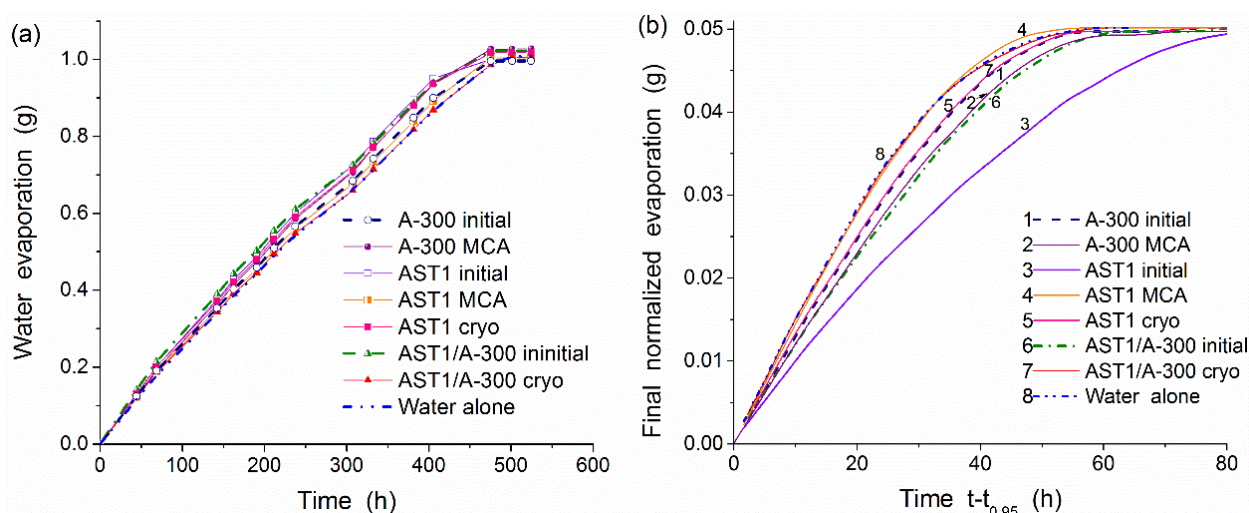 (a)
Water evaporation (g)
1.0
0.8
0.6
0.4
0.2
0.0
A-300 initial
A-300 MCA
AST1 initial
AST1 MCA
AST1 cryo
AST1/A-300 ininitial
AST1/A-300 cryo
Water alone
0 100 200 300 400 500 600
Time (h)
(b)
Final normalized evaporation (g)
0.05
0.04
0.03
0.02
0.01
0.00
4
7
1
5
2
6
3
8
1 A-300 initial
2 A-300 MCA
3 AST1 initial
4 AST1 MCA
5 AST1 cryo
6 AST1/A-300 initial
7 AST1/A-300 cryo
8 Water alone
0 20 40 60 80
Time t-t0.95 (h)